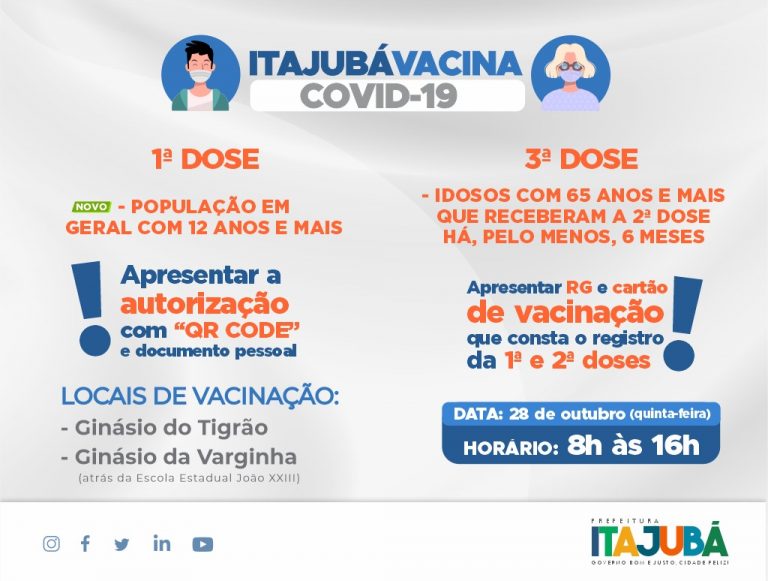 ITAJUBÁVACINA
COVID-19
1ª DOSE
NOVO - POPULAÇÃO EM
GERAL COM 12 ANOS E MAIS
! Apresentar a
autorização
com “QR CODE”
e documento pessoal
LOCAIS DE VACINAÇÃO:
- Ginásio do Tigrão
- Ginásio da Varginha
(atrás da Escola Estadual João XXIII)
3ª DOSE
- IDOSOS COM 65 ANOS E MAIS
QUE RECEBERAM A 2ª DOSE
HÁ, PELO MENOS, 6 MESES
Apresentar RG e cartão
de vacinação
que consta o registro
da 1ª e 2ª doses !
DATA: 28 de outubro (quinta-feira)
HORÁRIO: 8h às 16h
PREFEITURA
ITAJUBÁ
GOVERNO BOM E JUSTO, CIDADE FELIZ!